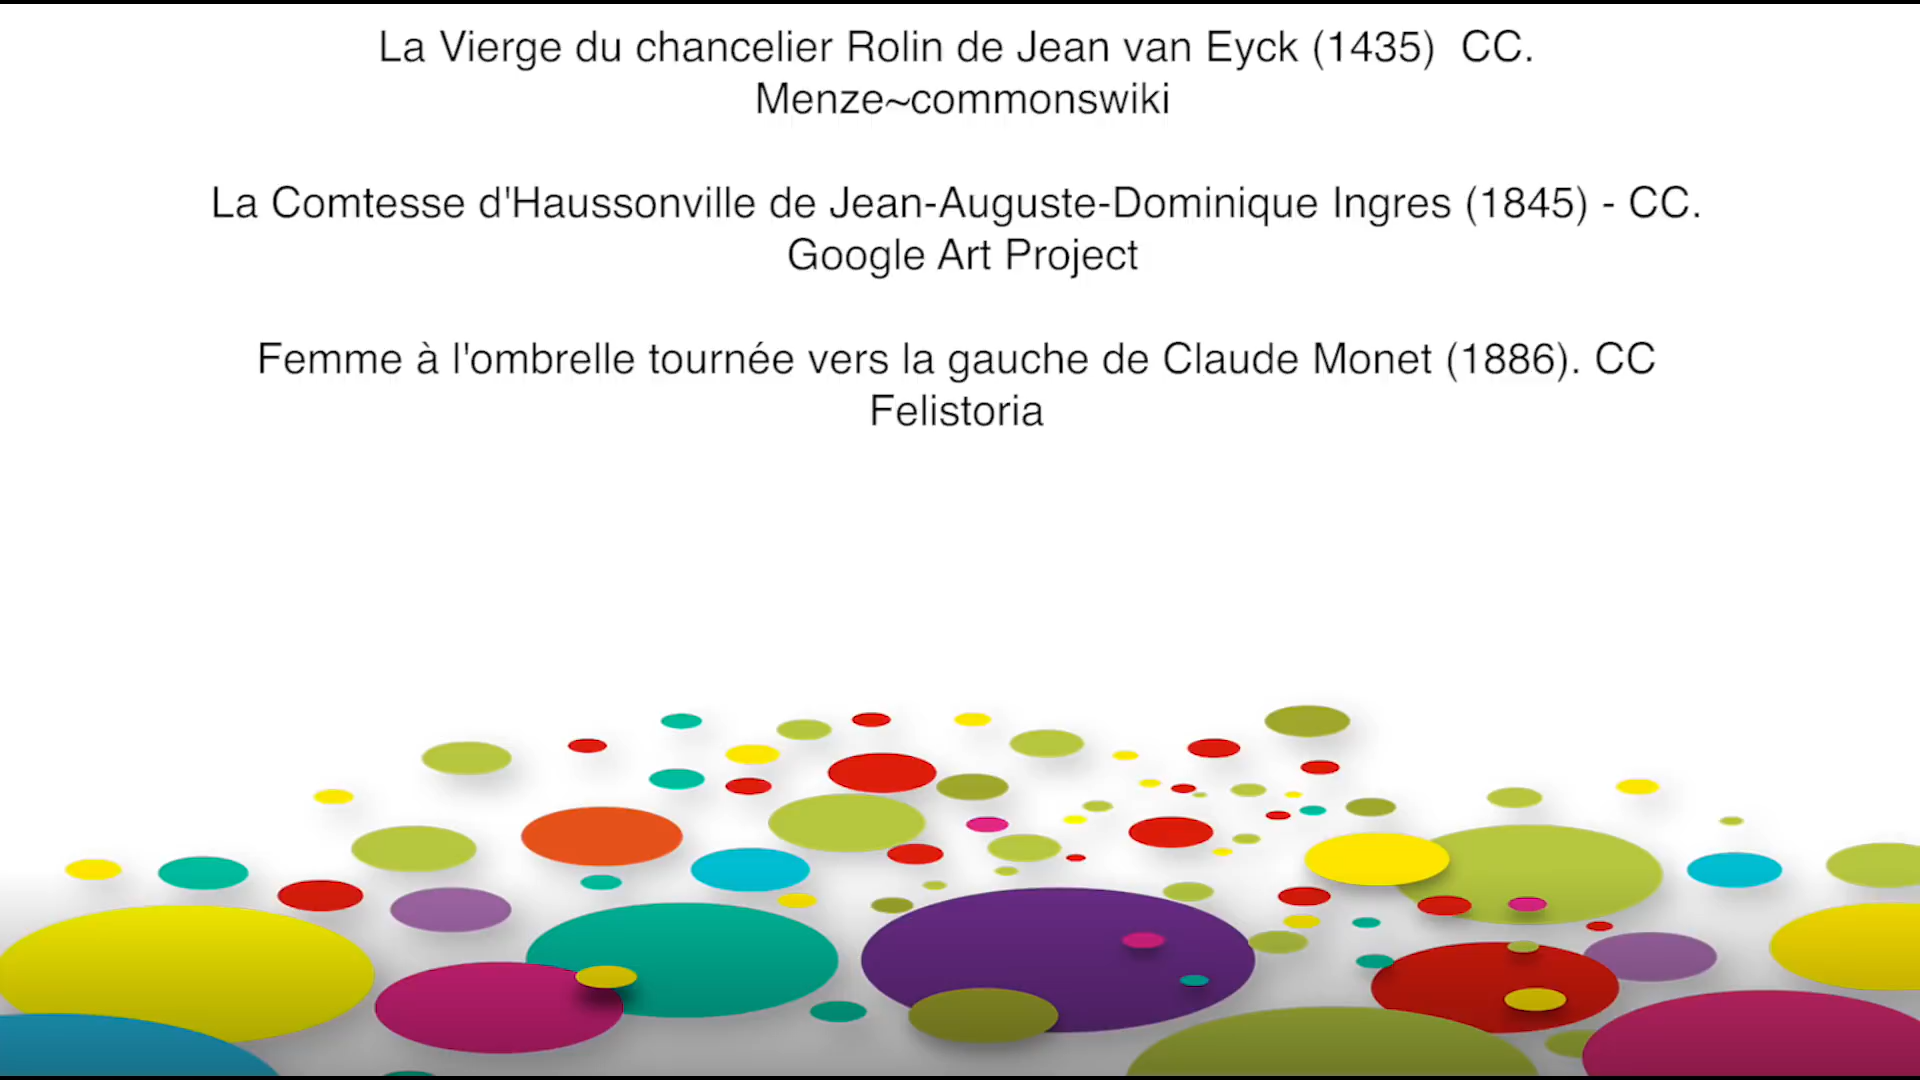 La Vierge du chancelier Rolin de Jean van Eyck (1435)  CC.
Menze~commonswiki
La Comtesse d'Haussonville de Jean-Auguste-Dominique Ingres (1845) - CC.
Google Art Project
Femme à l'ombrelle tournée vers la gauche de Claude Monet (1886). CC
Felistoria